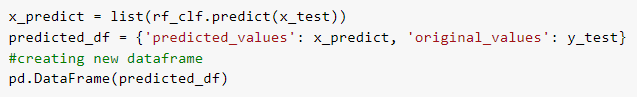 x_predict = list(rf_clf.predict(x_test))
predicted_df = {'predicted_values': x_predict, 'original_values': y_test}
#creating new dataframe
pd.DataFrame(predicted_df)